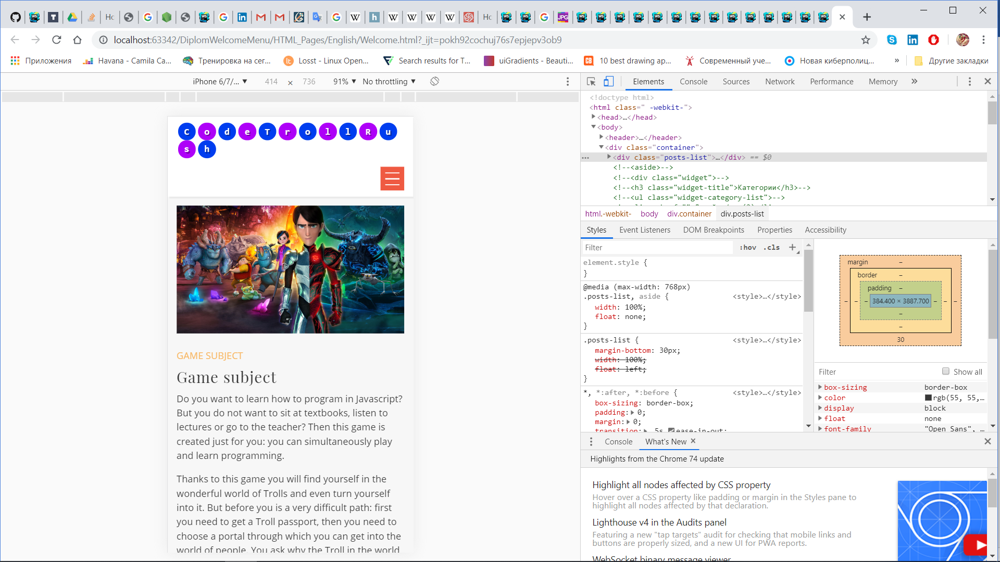 Нс
Нс
localhost:63342/DiplomWelcomeMenu/HTML_Pages/English/Welcome.html?_ijt=pokh92cochuj76s7epjepv3ob9
Приложения
Havana - Camila Ca...
Тренировка на сег...
Losst - Linux Open...
Search results for T...
uiGradients - Beauti...
10 best drawing ap...
Современный уче...
Новая киберполиц...
»
Другие закладки
iPhone 6/7/... ▼ 414 × 736 91% ▼ No throttling ▼
Elements Console Sources Network Performance Memory »
<!doctype html>
<html class=" -webkit-">
<head>…</head>
<body>
<header>…</header>
<div class="container">
<div class="posts-list">…</div> == $0
<!--<aside>-->
<!--<div class="widget">-->
<!--<h3 class="widget-title">Категории</h3>-->
<!--<ul class="widget-category-list">-->
html.-webkit- body div.container div.posts-list
Styles Event Listeners DOM Breakpoints Properties Accessibility
Filter :hov .cls +
element.style {
}
@media (max-width: 768px)
.posts-list, aside { <style>…</style>
width: 100%;
float: none;
}
.posts-list { <style>…</style>
margin-bottom: 30px;
width: 100%;
float: left;
}
*, *:after, *:before { <style>…</style>
box-sizing: border-box;
padding: 0;
margin: 0;
transition: .5s ease-in-out;
margin –
border –
padding –
– – – 384.400 × 3887.700 – – –
–
–
30
Filter Show all
box-sizing border-box
color rgb(55, 55,…
display block
float none
font-family "Open Sans", …
Console What's New ×
Highlights from the Chrome 74 update
Highlight all nodes affected by CSS property
Hover over a CSS property like padding or margin in the Styles pane to
highlight all nodes affected by that declaration.
Lighthouse v4 in the Audits panel
Featuring a new "tap targets" audit for checking that mobile links and
buttons are properly sized, and a new UI for PWA reports.
WebSocket binary message viewer
CodeTrollRu
sh
GAME SUBJECT
Game subject
Do you want to learn how to program in Javascript?
But you do not want to sit at textbooks, listen to
lectures or go to the teacher? Then this game is
created just for you: you can simultaneously play
and learn programming.
Thanks to this game you will find yourself in the
wonderful world of Trolls and even turn yourself
into it. But before you is a very difficult path: first
you need to get a Troll passport, then you need to
choose a portal through which you can get into the
world of people. You ask why the Troll in the world